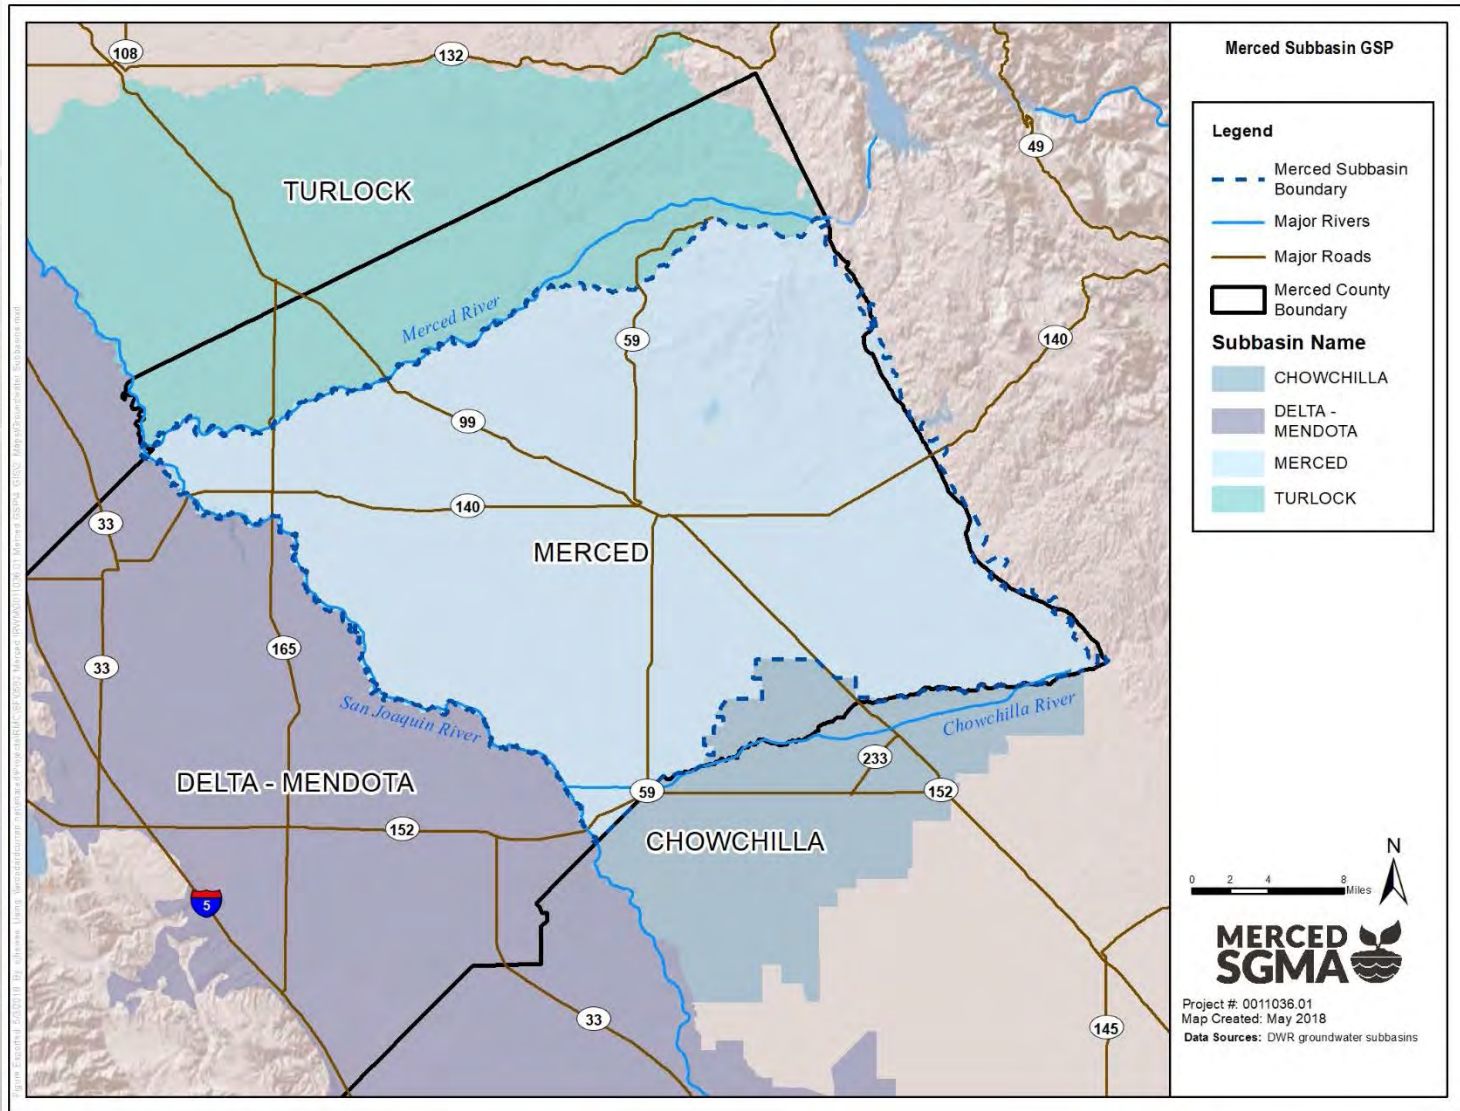 Merced Subbasin GSP
Legend
Merced Subbasin
Boundary
Major Rivers
Major Roads
Merced County
Boundary
Subbasin Name
CHOWCHILLA
DELTA -
MENDOTA
MERCED
TURLOCK
108
132
49
TURLOCK
Merced River
59
140
99
140
33
MERCED
165
33
San Joaquin River
Chowchilla River
233
DELTA - MENDOTA
59
152
152
CHOWCHILLA
5
33
145
N
0 2 4 8
Miles
MERCED
SGMA
Project #: 0011036.01
Map Created: May 2018
Data Sources: DWR groundwater subbasins